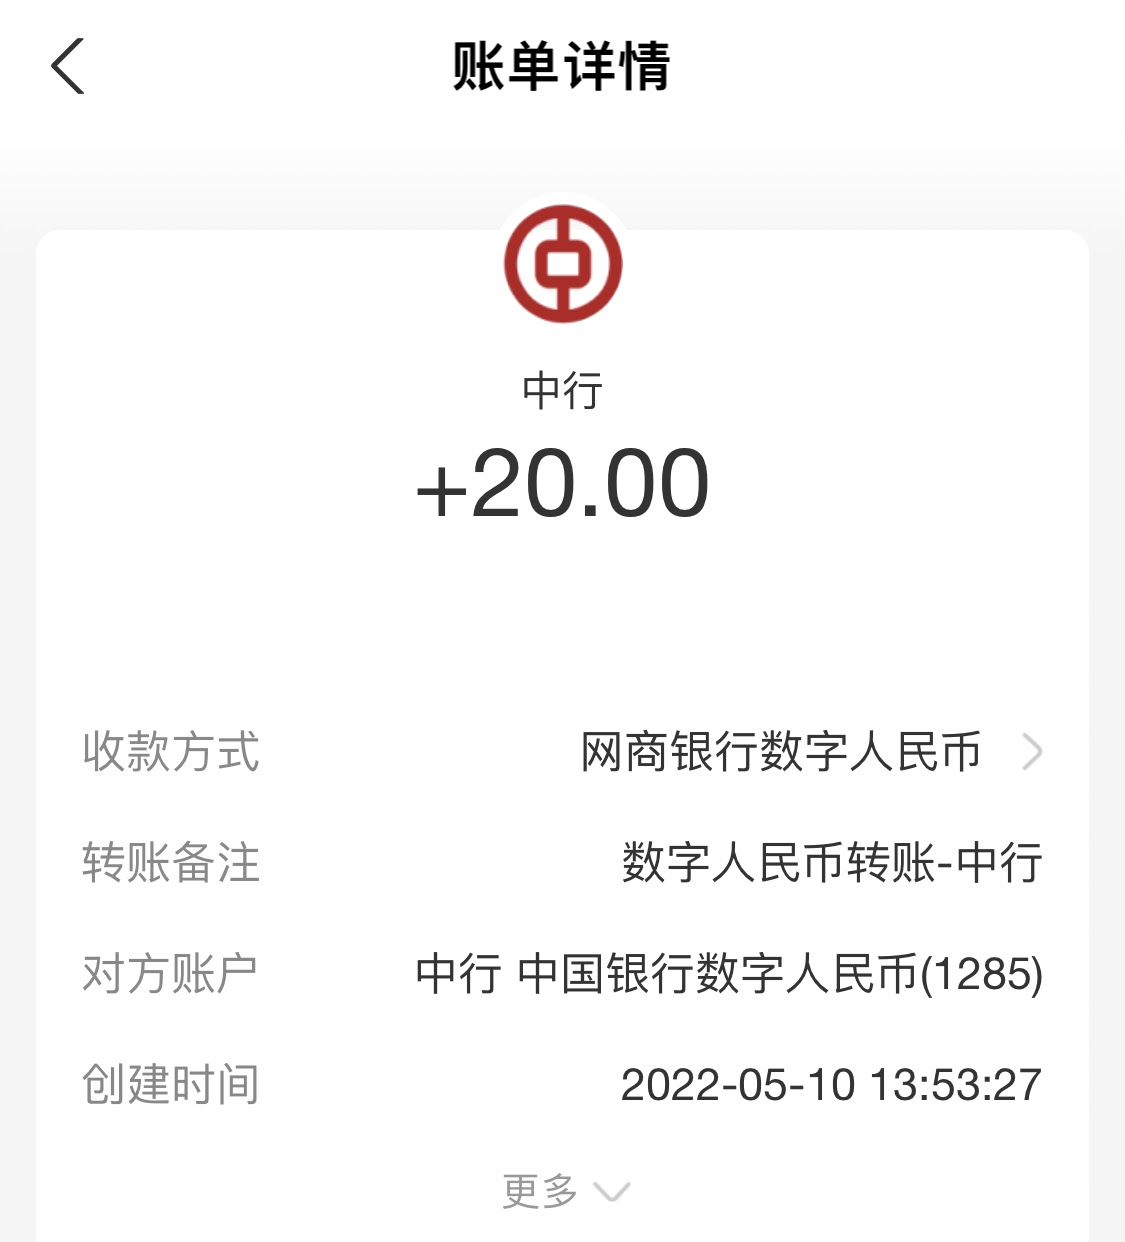 账单详情
中行
+20.00
收款方式 网商银行数字人民币
转账备注 数字人民币转账-中行
对方账户 中行 中国银行数字人民币(1285)
创建时间 2022-05-10 13:53:27
更多